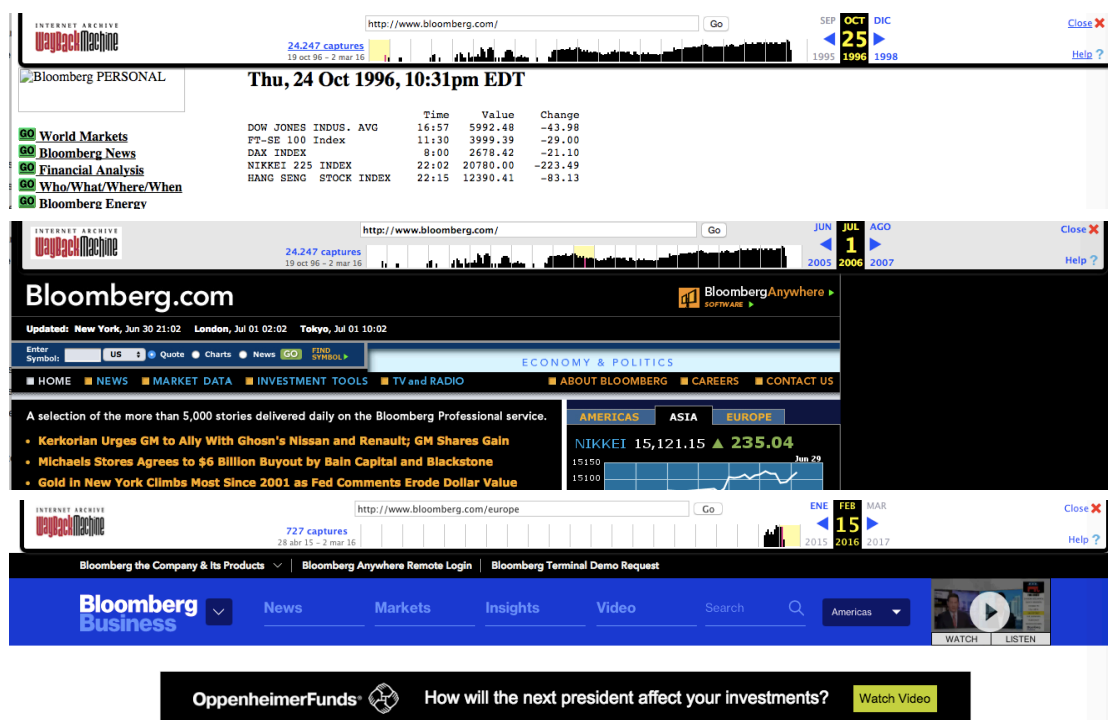 INTERNET ARCHIVE
WayBackMachine
http://www.bloomberg.com/ Go
24.247 captures
19 oct 96 – 2 mar 16
SEP OCT DIC
25
1995 1996 1998
Close
Help ?
Bloomberg PERSONAL
Thu, 24 Oct 1996, 10:31pm EDT
Time Value Change
DOW JONES INDUS. AVG 16:57 5992.48 -43.98
FT-SE 100 Index 11:30 3999.39 -29.00
DAX INDEX 8:00 2678.42 -21.10
NIKKEI 225 INDEX 22:02 20780.00 -223.49
HANG SENG STOCK INDEX 22:15 12390.41 -83.13
GO World Markets
GO Bloomberg News
GO Financial Analysis
GO Who/What/Where/When
GO Bloomberg Energy
INTERNET ARCHIVE
WayBackMachine
http://www.bloomberg.com/ Go
24.247 captures
19 oct 96 – 2 mar 16
JUN JUL AGO
1
2005 2006 2007
Close
Help ?
Bloomberg.com
BloombergAnywhere
SOFTWARE
Updated: New York, Jun 30 21:02 London, Jul 01 02:02 Tokyo, Jul 01 10:02
Enter
Symbol:
US Quote Charts News GO
FIND
SYMBOL
ECONOMY & POLITICS
HOME NEWS MARKET DATA INVESTMENT TOOLS TV and RADIO ABOUT BLOOMBERG CAREERS CONTACT US
A selection of the more than 5,000 stories delivered daily on the Bloomberg Professional service.
• Kerkorian Urges GM to Ally With Ghosn's Nissan and Renault; GM Shares Gain
• Michaels Stores Agrees to $6 Billion Buyout by Bain Capital and Blackstone
• Gold in New York Climbs Most Since 2001 as Fed Comments Erode Dollar Value
AMERICAS ASIA EUROPE
NIKKEI 15,121.15 ▲ 235.04
Jun 29
15150
15100
INTERNET ARCHIVE
WayBackMachine
http://www.bloomberg.com/europe Go
727 captures
28 abr 15 – 2 mar 16
ENE FEB MAR
15
2015 2016 2017
Close
Help ?
Bloomberg the Company & Its Products Bloomberg Anywhere Remote Login Bloomberg Terminal Demo Request
Bloomberg
Business
News Markets Insights Video Search Americas
WATCH LISTEN
OppenheimerFunds How will the next president affect your investments? Watch Video